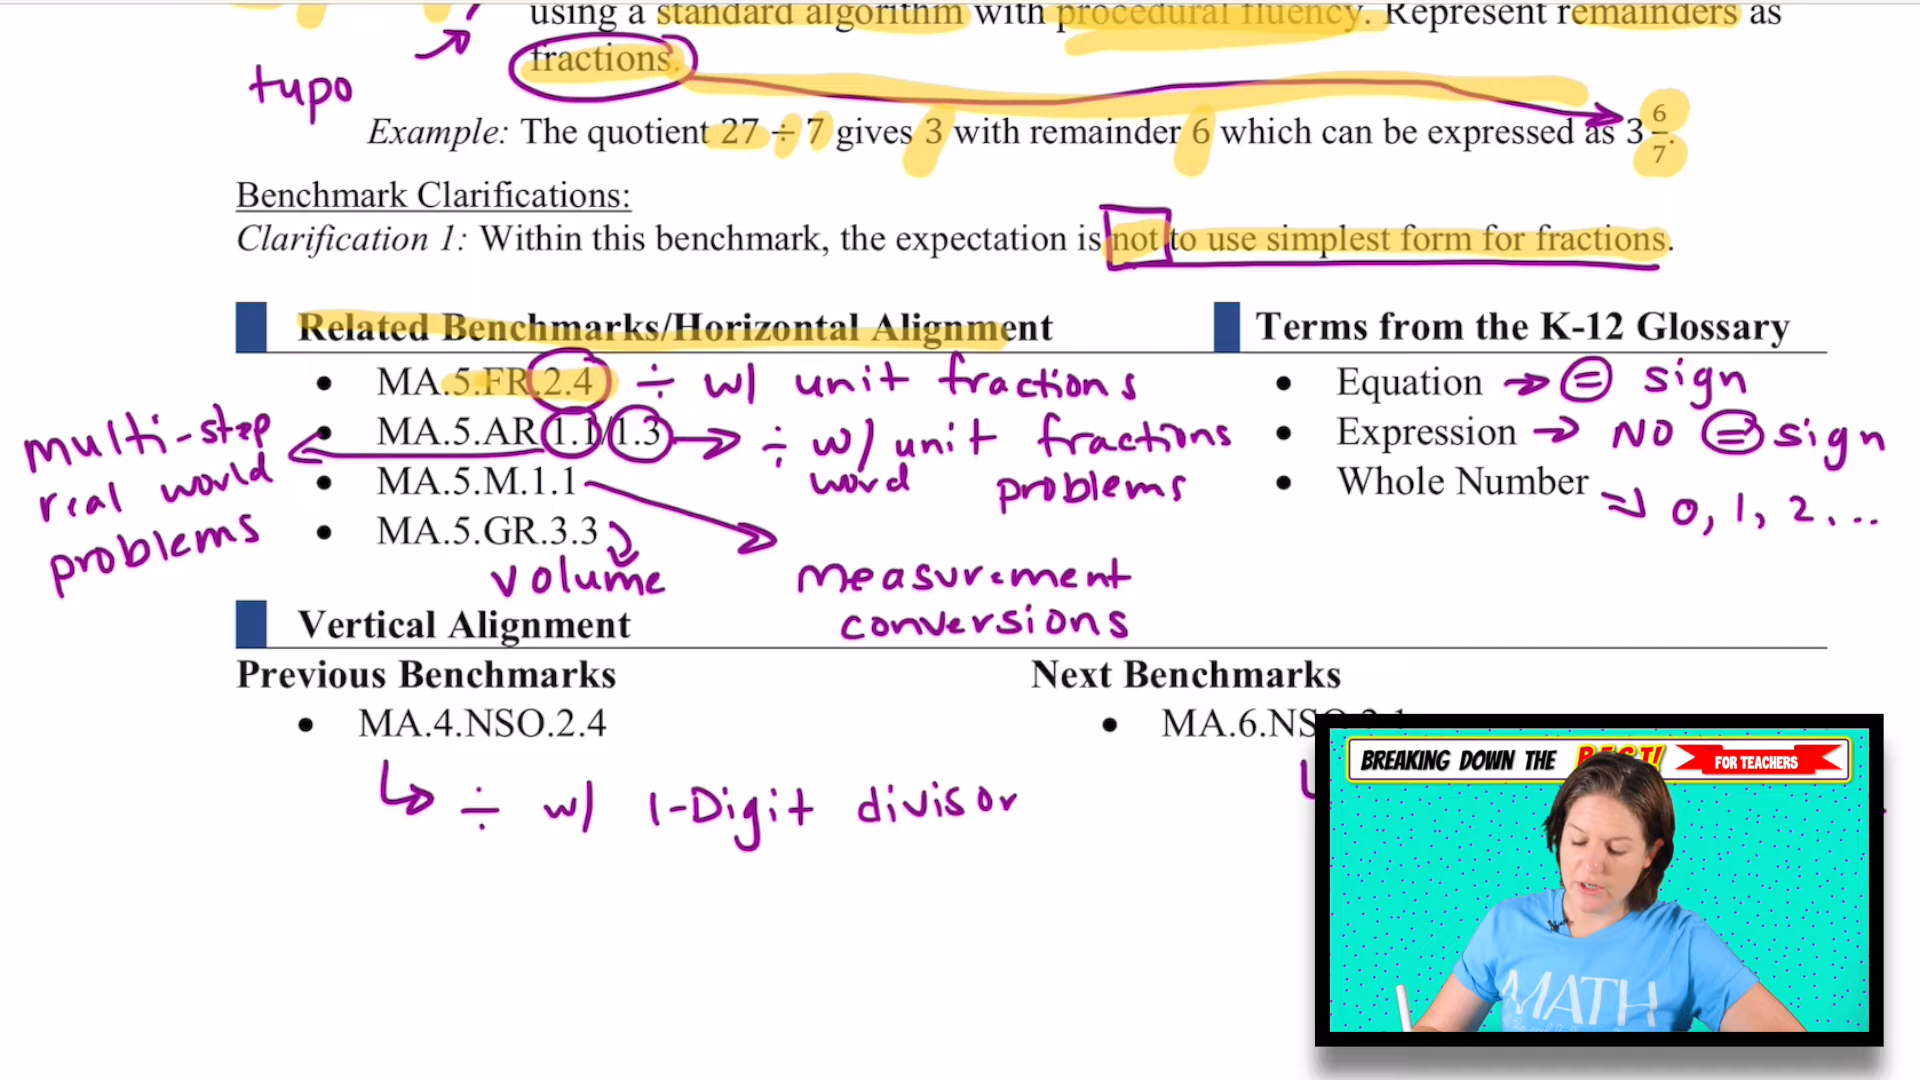 using a standard algorithm with procedural fluency. Represent remainders as
fractions.
typo
Example: The quotient 27 ÷ 7 gives 3 with remainder 6 which can be expressed as 3 6/7.
Benchmark Clarifications:
Clarification 1: Within this benchmark, the expectation is not to use simplest form for fractions.
Related Benchmarks/Horizontal Alignment
• MA.5.FR.2.4 ÷ w/ unit fractions
• MA.5.AR.1.1/1.3 → ÷ w/ unit fractions
word problems
multi-step
real world
problems
• MA.5.M.1.1
• MA.5.GR.3.3
volume
measurement
conversions
Terms from the K-12 Glossary
• Equation → = sign
• Expression → NO = sign
• Whole Number → 0, 1, 2, ...
Vertical Alignment
Previous Benchmarks
• MA.4.NSO.2.4
÷ w/ 1-Digit divisor
Next Benchmarks
• MA.6.NSO.2.1
BREAKING DOWN THE B.E.S.T.!
FOR TEACHERS
MATH